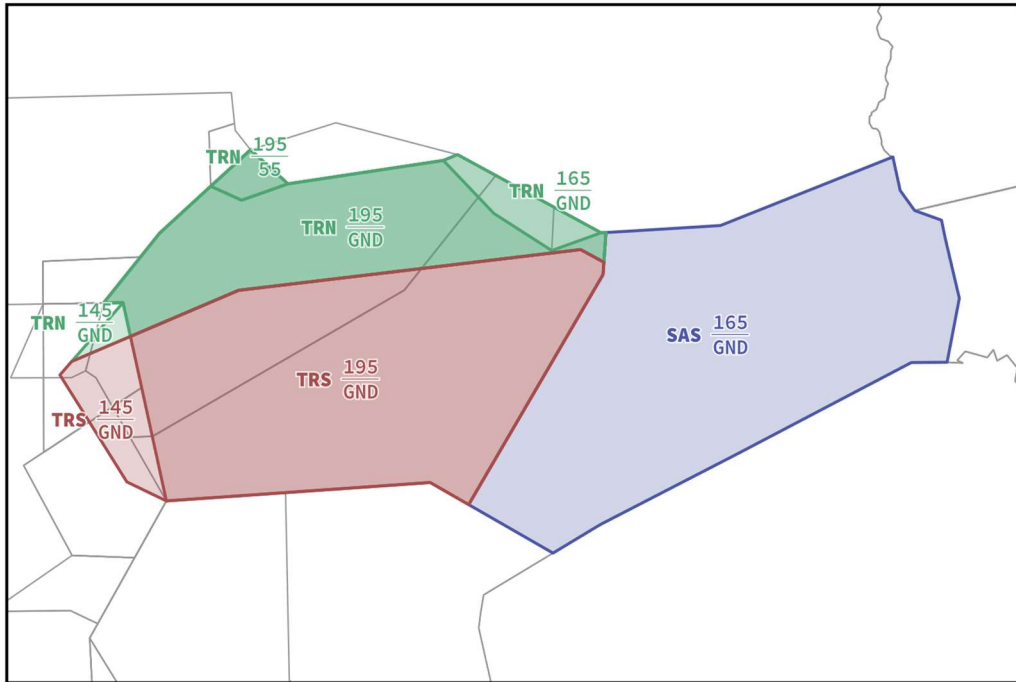 TRN 195
55
TRN 165
GND
TRN 195
GND
TRN 145
GND
SAS 165
GND
TRS 195
GND
TRS 145
GND